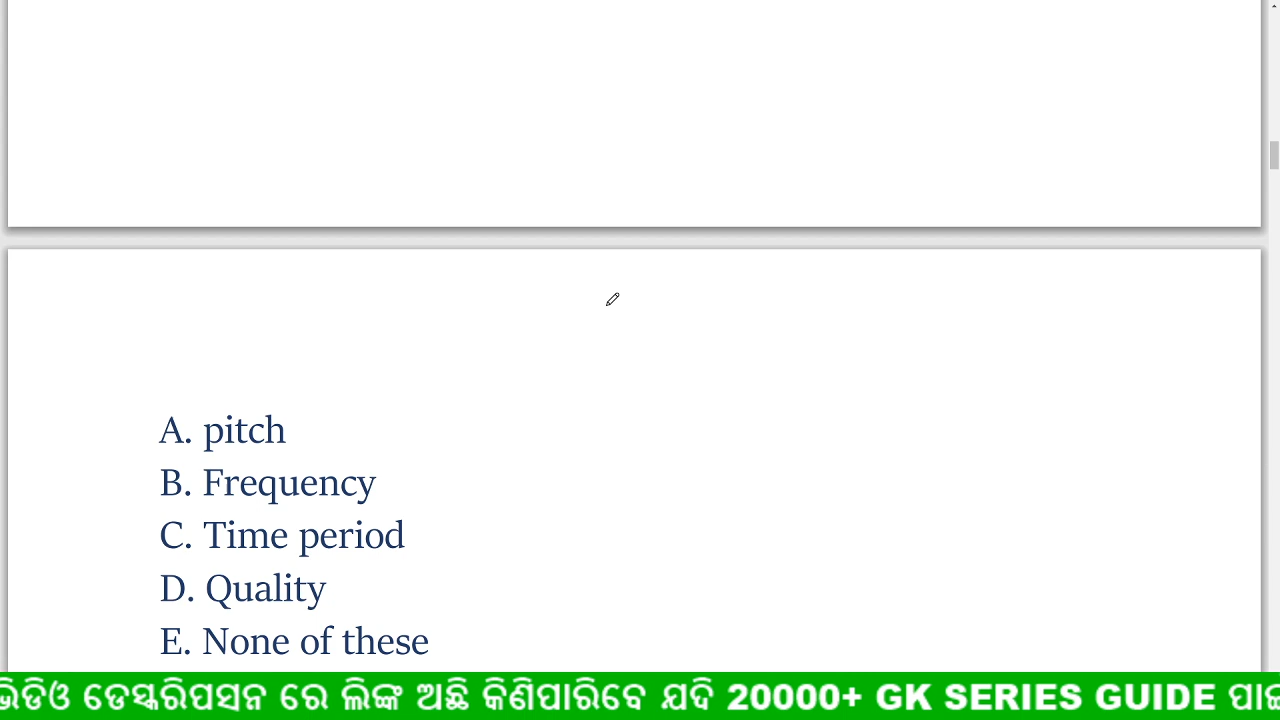 A. pitch
B. Frequency
C. Time period
D. Quality
E. None of these
ଭିଡିଓ ଡେସ୍କରିପସନ ରେ ଲିଙ୍କ ଅଛି କିଣିପାରିବେ ଯଦି 20000+ GK SERIES GUIDE ପାଇ